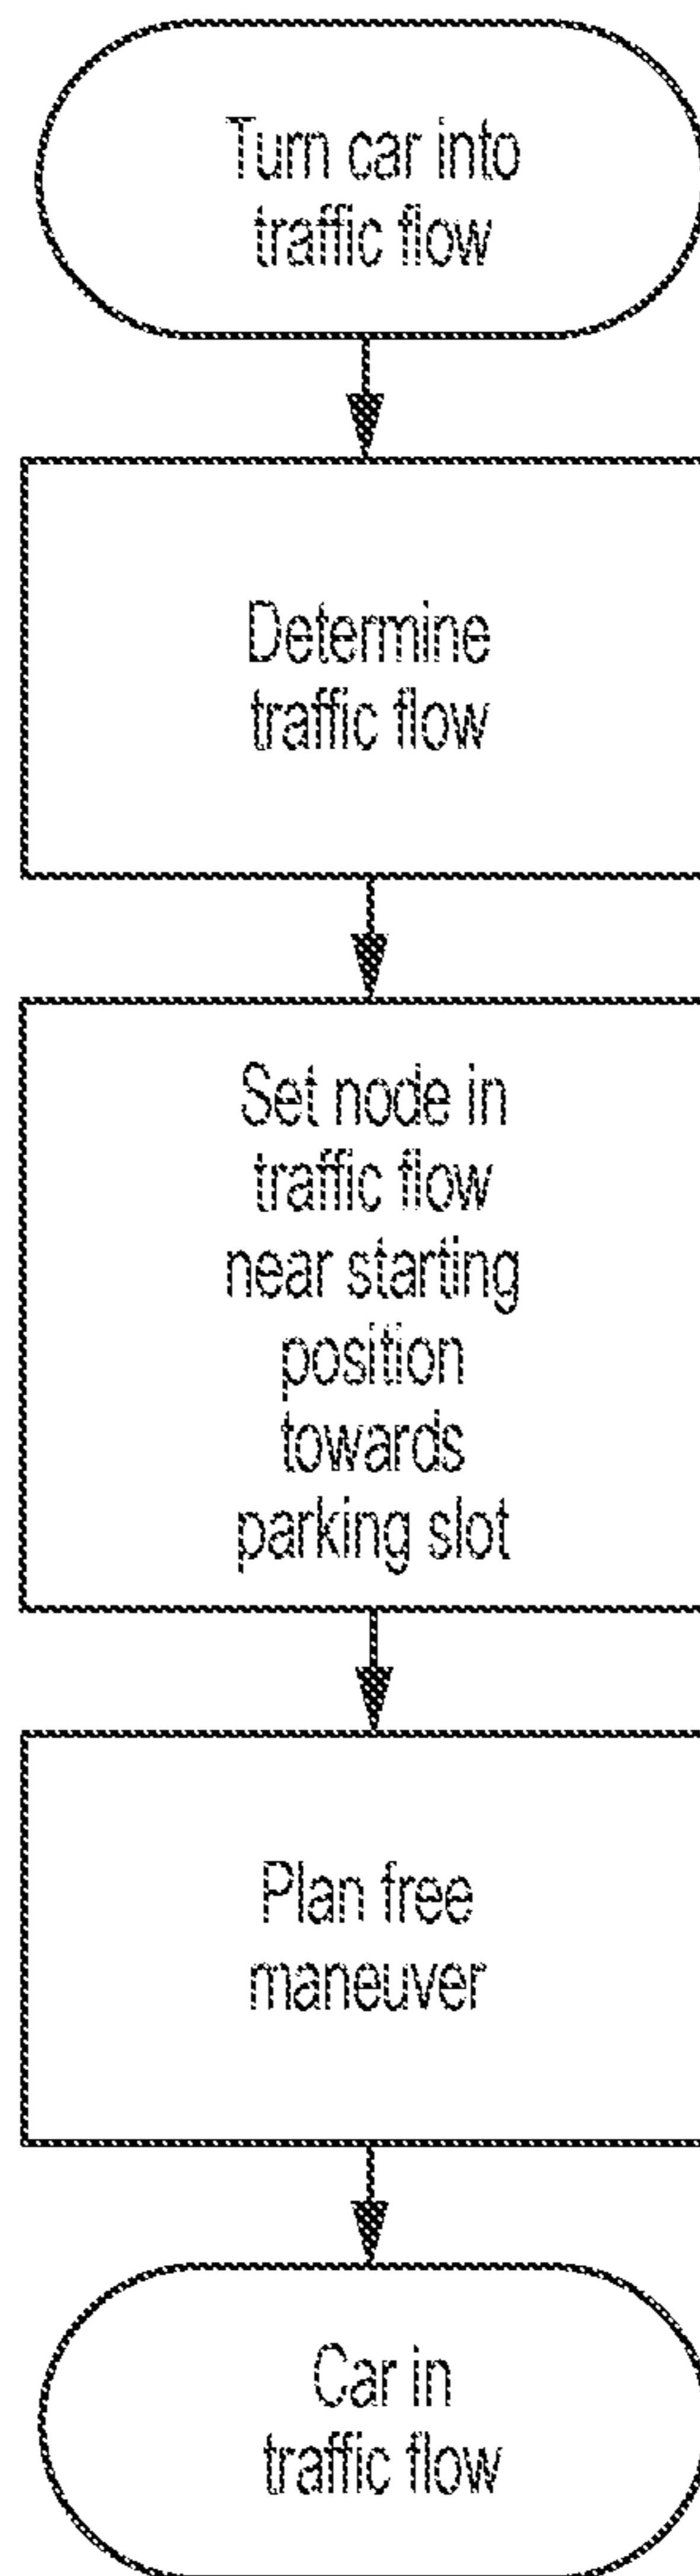 Turn car into
traffic flow
Determine
traffic flow
Set node in
traffic flow
near starting
position
towards
parking slot
Plan free
maneuver
Car in
traffic flow